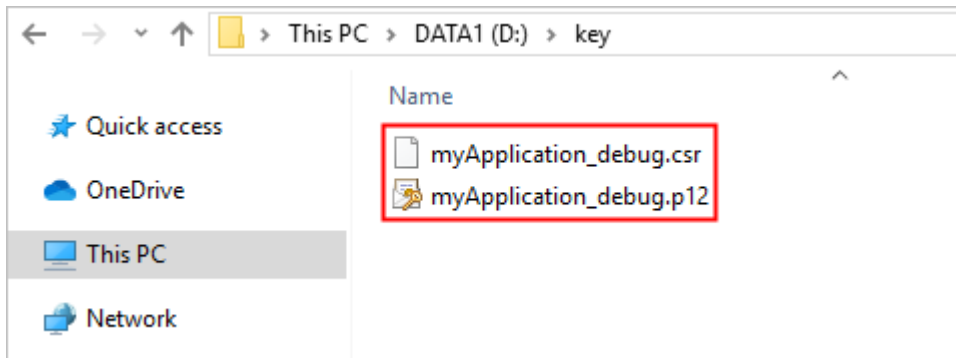 This PC > DATA1 (D:) > key
Name
Quick access
myApplication_debug.csr
OneDrive
myApplication_debug.p12
This PC
Network